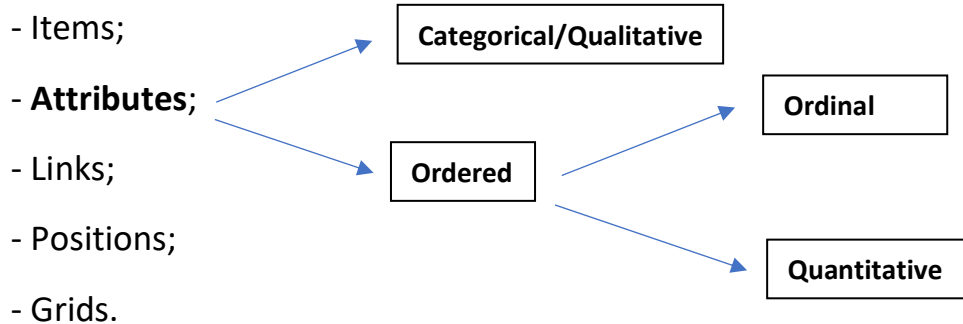 - Items;
Categorical/Qualitative
- Attributes;
Ordinal
- Links;
Ordered
- Positions;
Quantitative
- Grids.